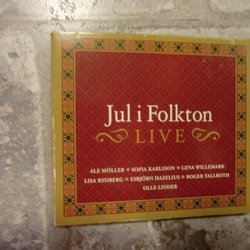 Jul i Folkton
LIVE
ALE MÖLLER * SOFIA KARLSSON * LENA WILLEMARK
LISA RYDBERG * ESBJÖRN HAZELIUS * ROGER TALLROTH
OLLE LINDER